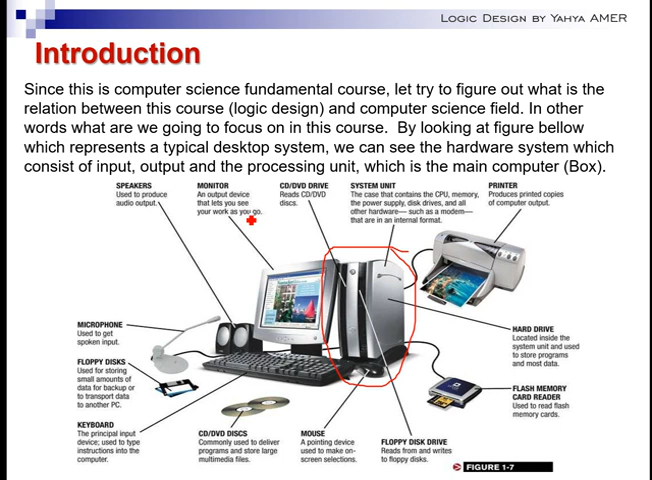 LOGIC DESIGN BY YAHYA AMER
Introduction
Since this is computer science fundamental course, let try to figure out what is the
relation between this course (logic design) and computer science field. In other
words what are we going to focus on in this course.  By looking at figure bellow
which represents a typical desktop system, we can see the hardware system which
consist of input, output and the processing unit, which is the main computer (Box).
SPEAKERS
Used to produce
audio output.
MONITOR
An output device
that lets you see
your work as you go.
CD/DVD DRIVE
Reads CD/DVD
discs.
SYSTEM UNIT
The case that contains the CPU, memory,
the power supply, disk drives, and all
other hardware— such as a modem—
that are in an internal format.
PRINTER
Produces printed copies
of computer output.
MICROPHONE
Used to get
spoken input.
FLOPPY DISKS
Used for storing
small amounts of
data for backup or
to transport data
to another PC.
KEYBOARD
The principal input
device; used to type
instructions into the
computer.
CD/DVD DISCS
Commonly used to deliver
programs and store large
multimedia files.
MOUSE
A pointing device
used to make on-
screen selections.
FLOPPY DISK DRIVE
Reads from and writes
to floppy disks.
HARD DRIVE
Located inside the
system unit and used
to store programs
and most data.
FLASH MEMORY
CARD READER
Used to read flash
memory cards.
FIGURE 1-7